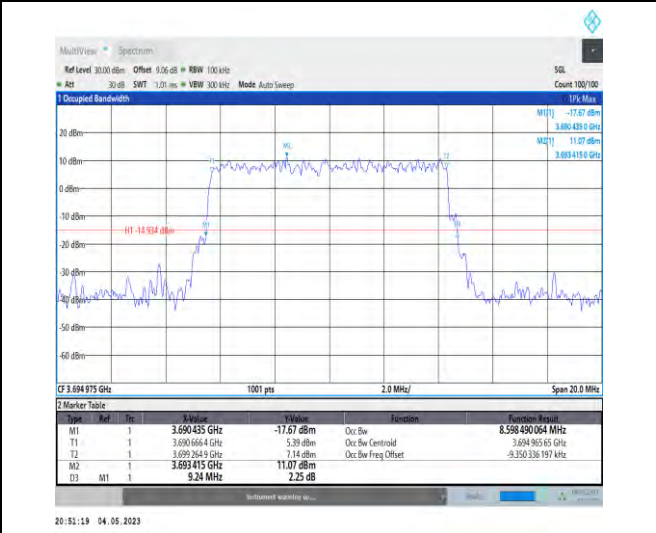 MultiView Spectrum
Ref Level 30.00 dBm Offset 9.06 dB RBW 100 kHz SGL
Att 30 dB SWT 1.01 ms VBW 300 kHz Mode Auto Sweep Count 100/100
1 Occupied Bandwidth 1Pk Max
M1[1] -17.67 dBm
3.690 435 0 GHz
M2[1] 11.07 dBm
3.693 415 0 GHz
20 dBm
M2
T1 T2
10 dBm
0 dBm
-10 dBm
H1 -14.934 dBm M1
-20 dBm
-30 dBm
-40 dBm
-50 dBm
-60 dBm
CF 3.694 975 GHz 1001 pts 2.0 MHz/ Span 20.0 MHz
2 Marker Table
Type Ref Trc X-Value Y-Value Function Function Result
M1 1 3.690 435 GHz -17.67 dBm Occ Bw 8.598 490 064 MHz
T1 1 3.690 666 4 GHz 5.39 dBm Occ Bw Centroid 3.694 965 65 GHz
T2 1 3.699 264 9 GHz 7.14 dBm Occ Bw Freq Offset -9.350 336 197 kHz
M2 1 3.693 415 GHz 11.07 dBm
D3 M1 1 9.24 MHz 2.25 dB
Instrument warming up...
20:51:19 04.05.2023